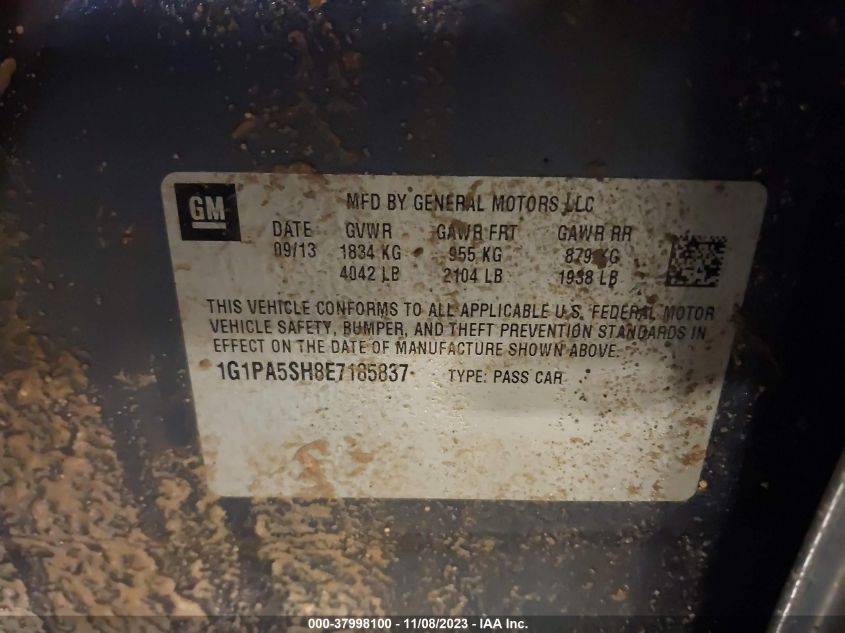 GM
MFD BY GENERAL MOTORS LLC
DATE GVWR GAWR FRT GAWR RR
09/13 1834 KG 955 KG 879 KG
4042 LB 2104 LB 1938 LB
THIS VEHICLE CONFORMS TO ALL APPLICABLE U.S. FEDERAL MOTOR
VEHICLE SAFETY, BUMPER, AND THEFT PREVENTION STANDARDS IN
EFFECT ON THE DATE OF MANUFACTURE SHOWN ABOVE.
1G1PA5SH8E7185837 TYPE: PASS CAR
000-37998100 - 11/08/2023 - IAA Inc.